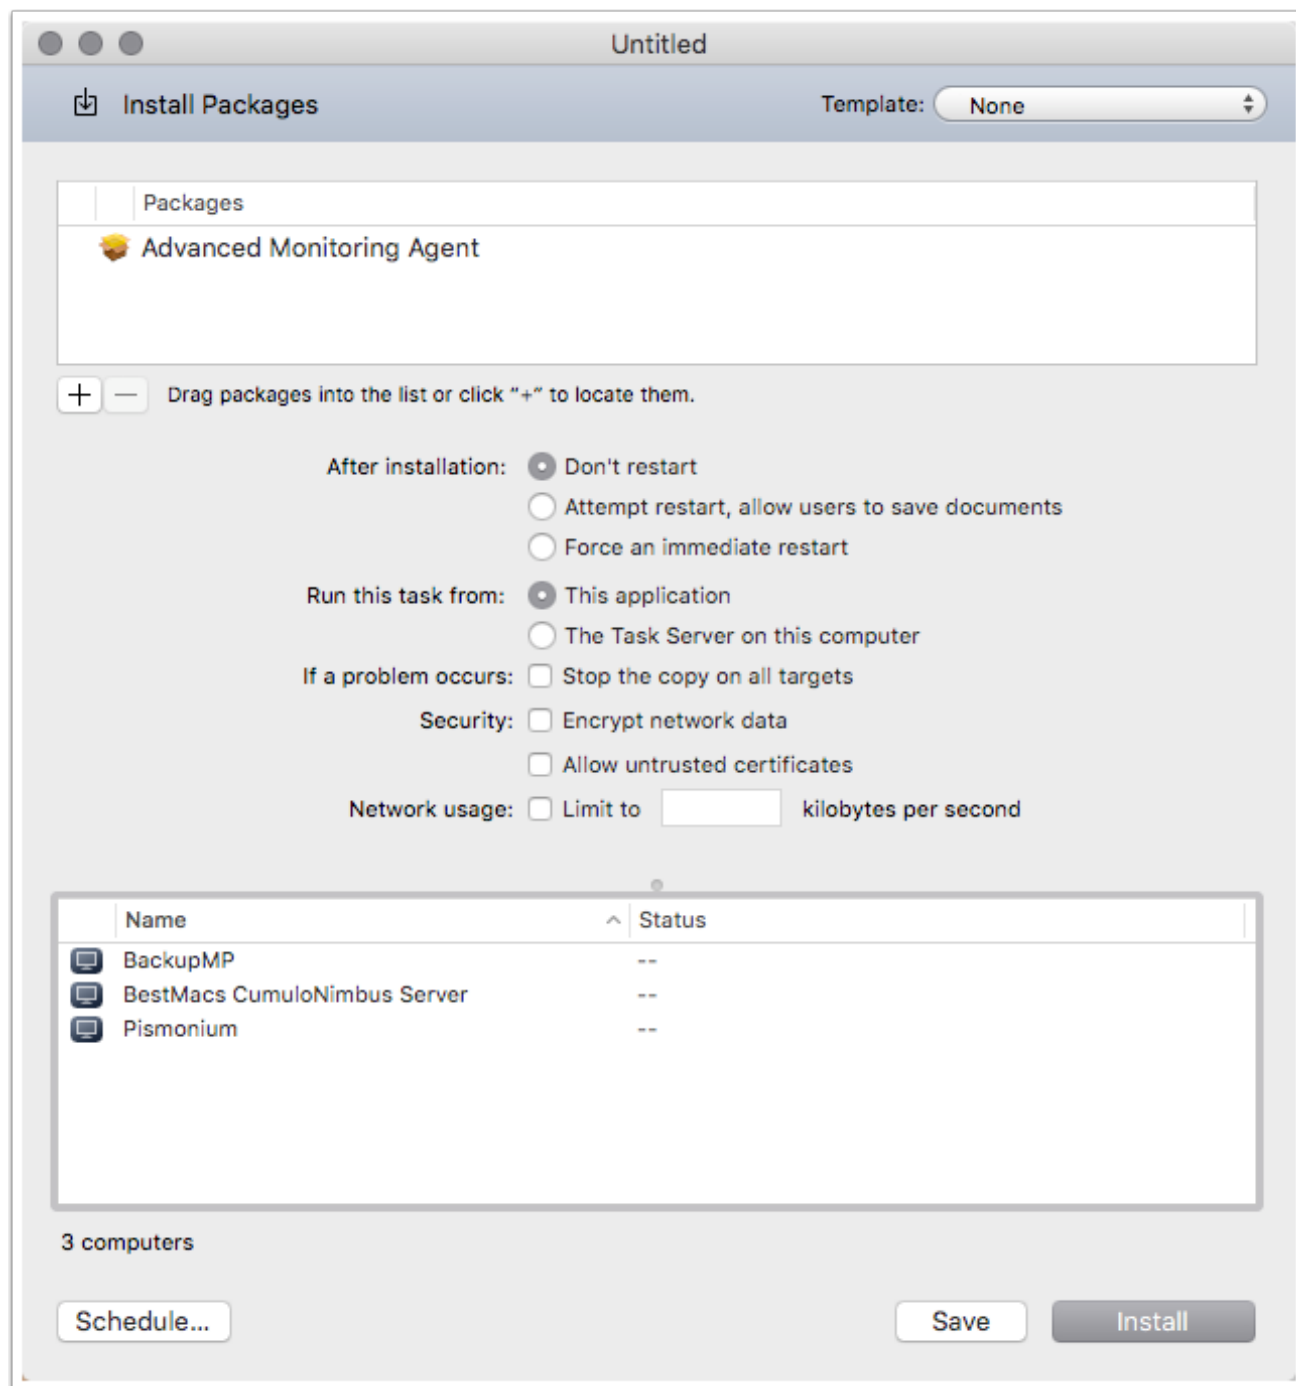 Untitled
Install Packages Template: None
Packages
Advanced Monitoring Agent
+ − Drag packages into the list or click "+" to locate them.
After installation: Don't restart
Attempt restart, allow users to save documents
Force an immediate restart
Run this task from: This application
The Task Server on this computer
If a problem occurs: Stop the copy on all targets
Security: Encrypt network data
Allow untrusted certificates
Network usage: Limit to kilobytes per second
Name Status
BackupMP --
BestMacs CumuloNimbus Server --
Pismonium --
3 computers
Schedule... Save Install